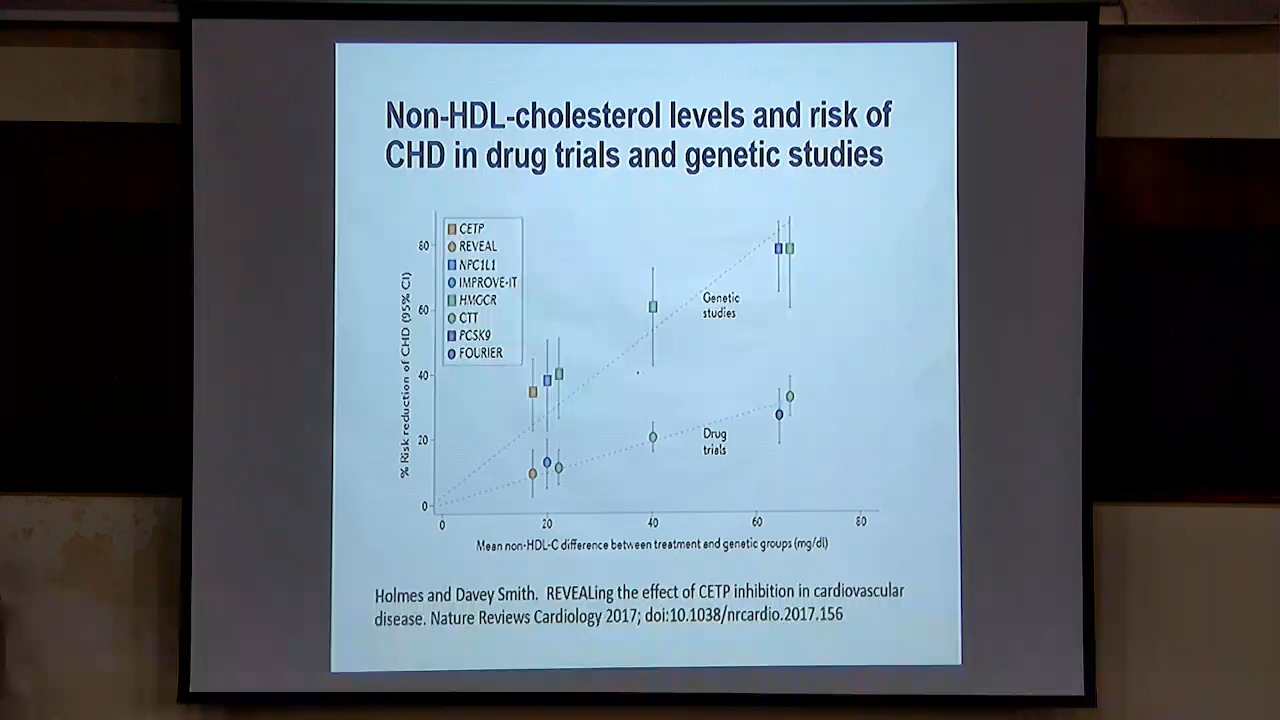 Non-HDL-cholesterol levels and risk of
CHD in drug trials and genetic studies
CETP
REVEAL
NPC1L1
IMPROVE-IT
HMGCR
CTT
PCSK9
FOURIER
% Risk reduction of CHD (95% CI)
80
60
40
20
0
Genetic
studies
Drug
trials
0 20 40 60 80
Mean non-HDL-C difference between treatment and genetic groups (mg/dl)
Holmes and Davey Smith. REVEALing the effect of CETP inhibition in cardiovascular
disease. Nature Reviews Cardiology 2017; doi:10.1038/nrcardio.2017.156